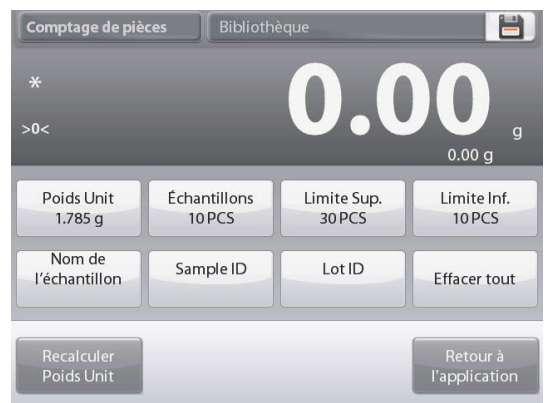 Comptage de pièces
Bibliothèque
*
>0<
0.00 g
0.00 g
Poids Unit
1.785 g
Échantillons
10 PCS
Limite Sup.
30 PCS
Limite Inf.
10 PCS
Nom de
l'échantillon
Sample ID
Lot ID
Effacer tout
Recalculer
Poids Unit
Retour à
l'application